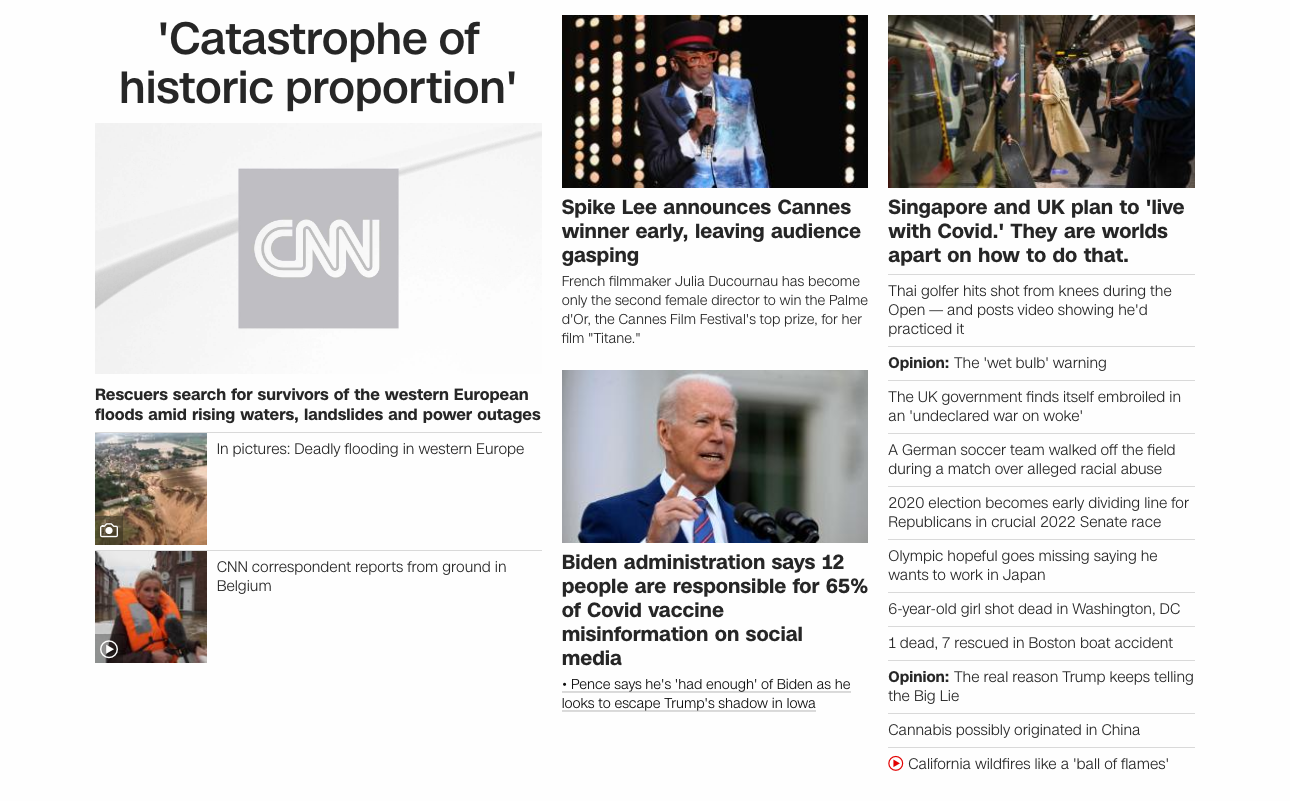 'Catastrophe of
historic proportion'
CNN
Rescuers search for survivors of the western European
floods amid rising waters, landslides and power outages
In pictures: Deadly flooding in western Europe
CNN correspondent reports from ground in
Belgium
Spike Lee announces Cannes
winner early, leaving audience
gasping
French filmmaker Julia Ducournau has become
only the second female director to win the Palme
d'Or, the Cannes Film Festival's top prize, for her
film "Titane."
Biden administration says 12
people are responsible for 65%
of Covid vaccine
misinformation on social
media
• Pence says he's 'had enough' of Biden as he
looks to escape Trump's shadow in Iowa
Singapore and UK plan to 'live
with Covid.' They are worlds
apart on how to do that.
Thai golfer hits shot from knees during the
Open — and posts video showing he'd
practiced it
Opinion: The 'wet bulb' warning
The UK government finds itself embroiled in
an 'undeclared war on woke'
A German soccer team walked off the field
during a match over alleged racial abuse
2020 election becomes early dividing line for
Republicans in crucial 2022 Senate race
Olympic hopeful goes missing saying he
wants to work in Japan
6-year-old girl shot dead in Washington, DC
1 dead, 7 rescued in Boston boat accident
Opinion: The real reason Trump keeps telling
the Big Lie
Cannabis possibly originated in China
California wildfires like a 'ball of flames'